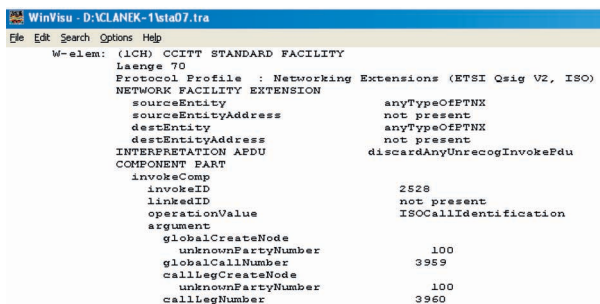 WinVisu - D:\CLANEK~1\sta07.tra
File Edit Search Options Help
W-elem: (1CH) CCITT STANDARD FACILITY
Laenge 70
Protocol Profile : Networking Extensions (ETSI Qsig V2, ISO)
NETWORK FACILITY EXTENSION
sourceEntity anyTypeOfPTNX
sourceEntityAddress not present
destEntity anyTypeOfPTNX
destEntityAddress not present
INTERPRETATION APDU discardAnyUnrecogInvokePdu
COMPONENT PART
invokeComp
invokeID 2528
linkedID not present
operationValue ISOCallIdentification
argument
globalCreateNode
unknownPartyNumber 100
globalCallNumber 3959
callLegCreateNode
unknownPartyNumber 100
callLegNumber 3960